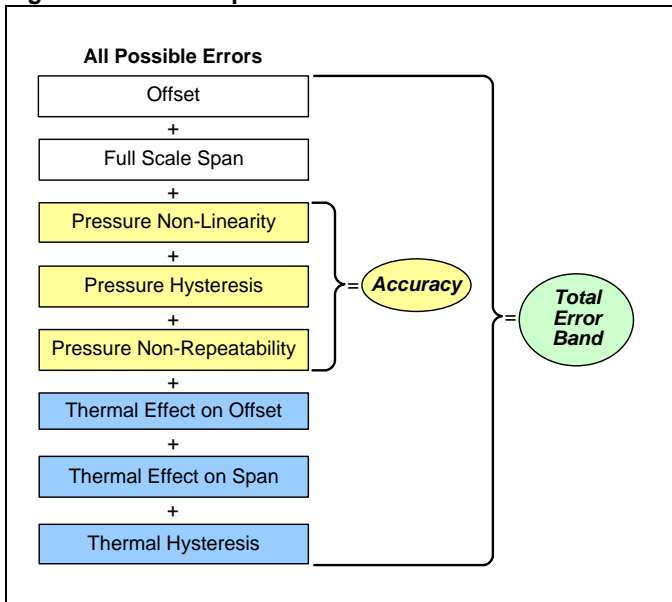 All Possible Errors
Offset
+
Full Scale Span
+
Pressure Non-Linearity
+
Pressure Hysteresis
+
Pressure Non-Repeatability
+
Thermal Effect on Offset
+
Thermal Effect on Span
+
Thermal Hysteresis
= Accuracy
= Total
Error
Band